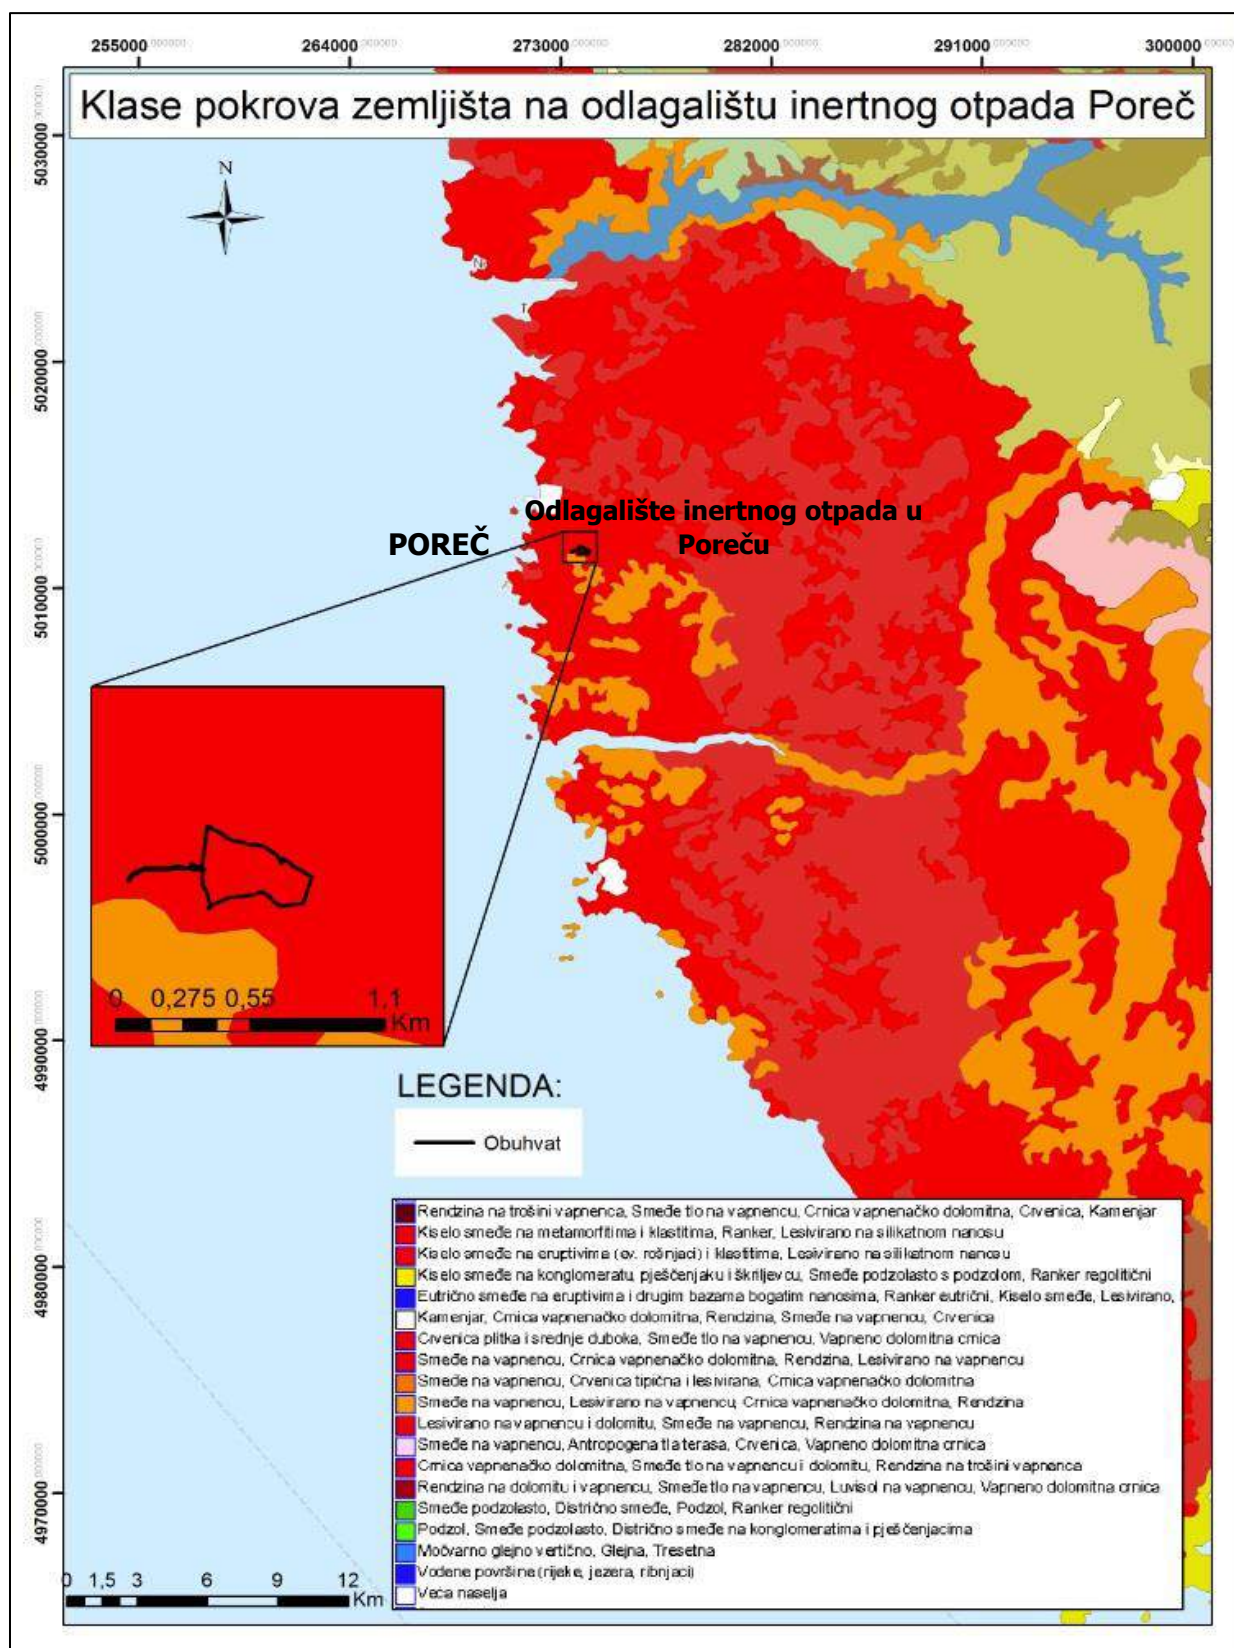 255000 264000 273000 282000 291000 300000
Klase pokrova zemljišta na odlagalištu inertnog otpada Poreč
N
5030000
5020000
5010000
5000000
4990000
4980000
4970000
POREČ
Odlagalište inertnog otpada u
Poreču
0 0,275 0,55 1,1
Km
LEGENDA:
Obuhvat
Rendzina na trošini vapnenca, Smeđe tlo na vapnencu, Crnica vapnenačko dolomitna, Crvenica, Kamenjar
Kiselo smeđe na metamorfitima i klastitima, Ranker, Lesivirano na silikatnom nanosu
Kiselo smeđe na eruptivima (ev. rošnjaci) i klastitima, Lesivirano na silikatnom nanosu
Kiselo smeđe na konglomeratu, pješčenjaku i škriljevcu, Smeđe podzolasto s podzolom, Ranker regolitični
Eutrično smeđe na eruptivima i drugim bazama bogatim nanosima, Ranker eutrični, Kiselo smeđe, Lesivirano,
Kamenjar, Crnica vapnenačko dolomitna, Rendzina, Smeđe na vapnencu, Crvenica
Crvenica plitka i srednje duboka, Smeđe tlo na vapnencu, Vapneno dolomitna crnica
Smeđe na vapnencu, Crnica vapnenačko dolomitna, Rendzina, Lesivirano na vapnencu
Smeđe na vapnencu, Crvenica tipična i lesivirana, Crnica vapnenačko dolomitna
Smeđe na vapnencu, Lesivirano na vapnencu, Crnica vapnenačko dolomitna, Rendzina
Lesivirano na vapnencu i dolomitu, Smeđe na vapnencu, Rendzina na vapnencu
Smeđe na vapnencu, Antropogena tla terasa, Crvenica, Vapneno dolomitna crnica
Crnica vapnenačko dolomitna, Smeđe tlo na vapnencu i dolomitu, Rendzina na trošini vapnenca
Rendzina na dolomitu i vapnencu, Smeđe tlo na vapnencu, Luvisol na vapnencu, Vapneno dolomitna crnica
Smeđe podzolasto, Distrično smeđe, Podzol, Ranker regolitični
Podzol, Smeđe podzolasto, Distrično smeđe na konglomeratima i pješčenjacima
Močvarno glejno vertično, Glejna, Tresetna
Vodene površine (rijeke, jezera, ribnjaci)
Veca naselja
0 1,5 3 6 9 12
Km